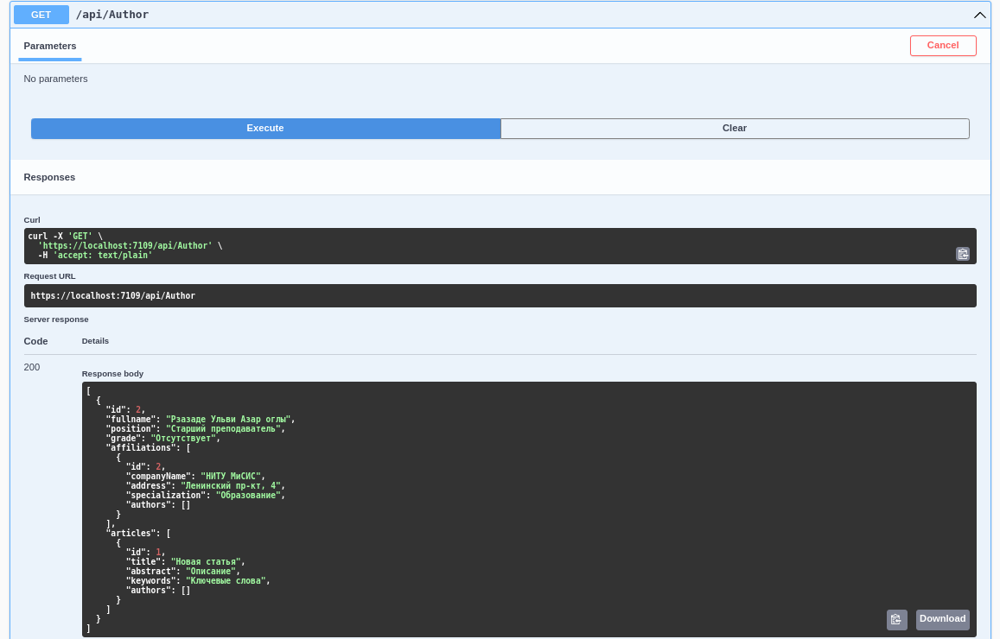 GET /api/Author
Parameters
Cancel
No parameters
Execute
Clear
Responses
Curl
curl -X 'GET' \
  'https://localhost:7109/api/Author' \
  -H 'accept: text/plain'
Request URL
https://localhost:7109/api/Author
Server response
Code Details
200
Response body
[
  {
    "id": 2,
    "fullname": "Рзазаде Ульви Азар оглы",
    "position": "Старший преподаватель",
    "grade": "Отсутствует",
    "affiliations": [
      {
        "id": 2,
        "companyName": "НИТУ МиСИС",
        "address": "Ленинский пр-кт, 4",
        "specialization": "Образование",
        "authors": []
      }
    ],
    "articles": [
      {
        "id": 1,
        "title": "Новая статья",
        "abstract": "Описание",
        "keywords": "Ключевые слова",
        "authors": []
      }
    ]
  }
]
Download